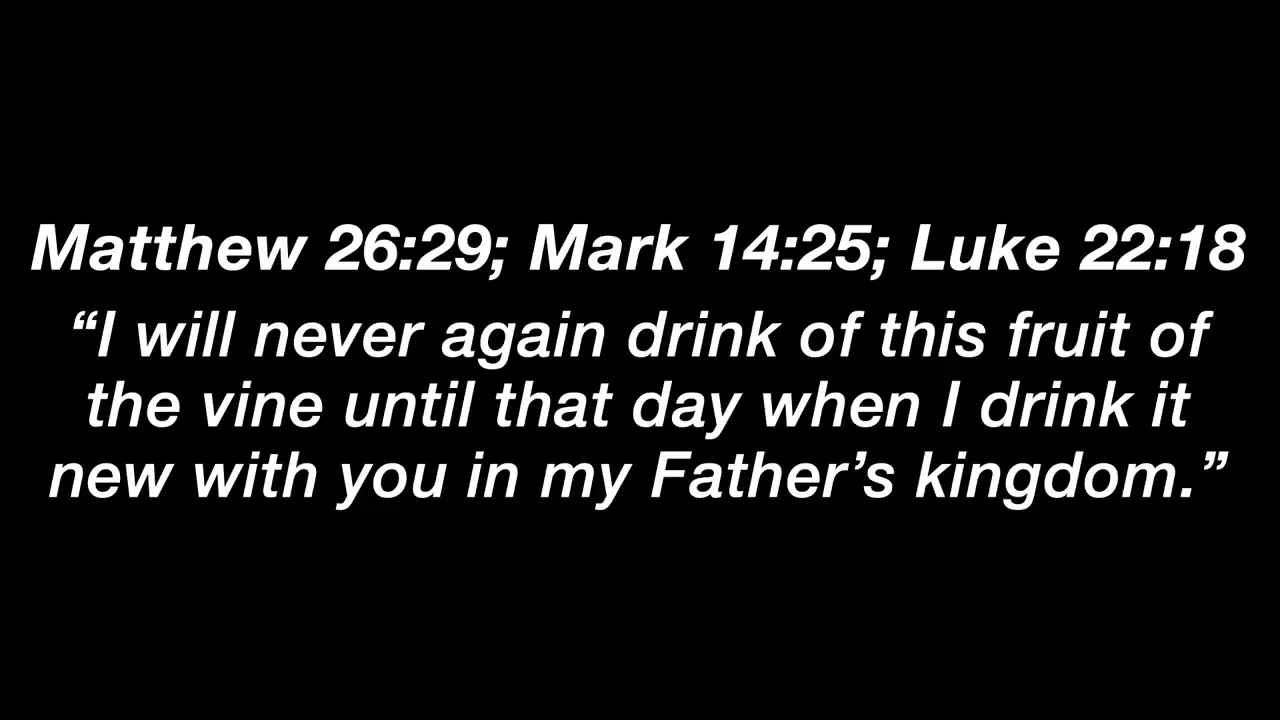 Matthew 26:29; Mark 14:25; Luke 22:18
“I will never again drink of this fruit of
the vine until that day when I drink it
new with you in my Father’s kingdom.”